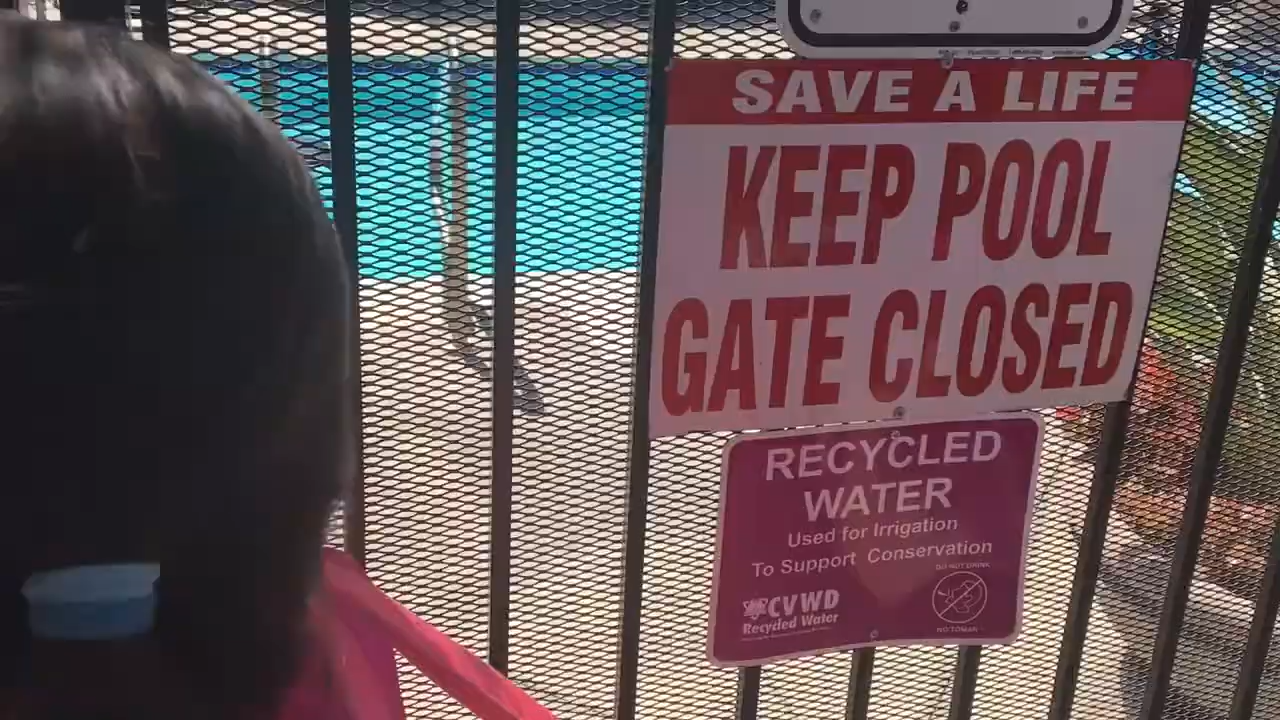 SAVE A LIFE
KEEP POOL
GATE CLOSED
RECYCLED
WATER
Used for Irrigation
To Support Conservation
DO NOT DRINK
CVWD
Recycled Water
NO TOMAR